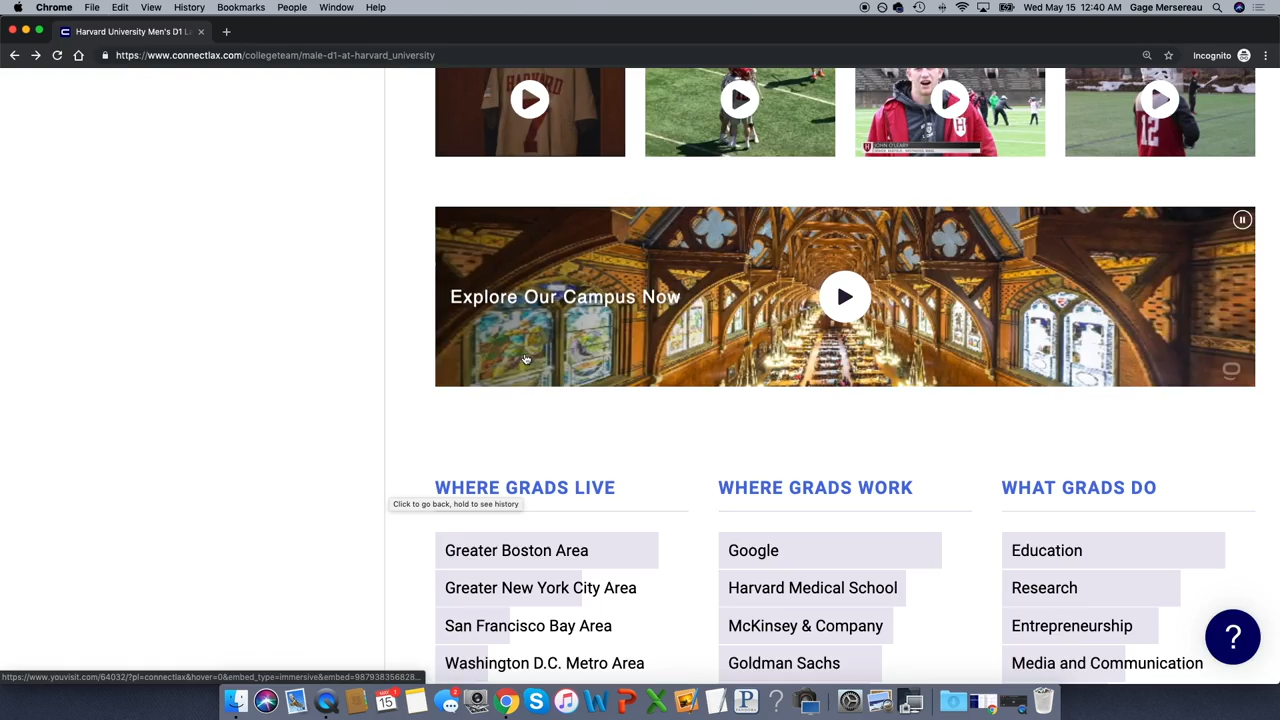 Chrome File Edit View History Bookmarks People Window Help
Wed May 15 12:40 AM Gage Mersereau
Harvard University Men's D1 La
https://www.connectlax.com/collegeteam/male-d1-at-harvard_university
Incognito
HARVARD
7
JOHN O'LEARY
12
Explore Our Campus Now
WHERE GRADS LIVE
WHERE GRADS WORK
WHAT GRADS DO
Click to go back, hold to see history
Greater Boston Area
Google
Education
Greater New York City Area
Harvard Medical School
Research
San Francisco Bay Area
McKinsey & Company
Entrepreneurship
?
Washington D.C. Metro Area
Goldman Sachs
Media and Communication
https://www.youvisit.com/64032/?pl=connectlax&hover=0&embed_type=immersive&embed=987938356828...